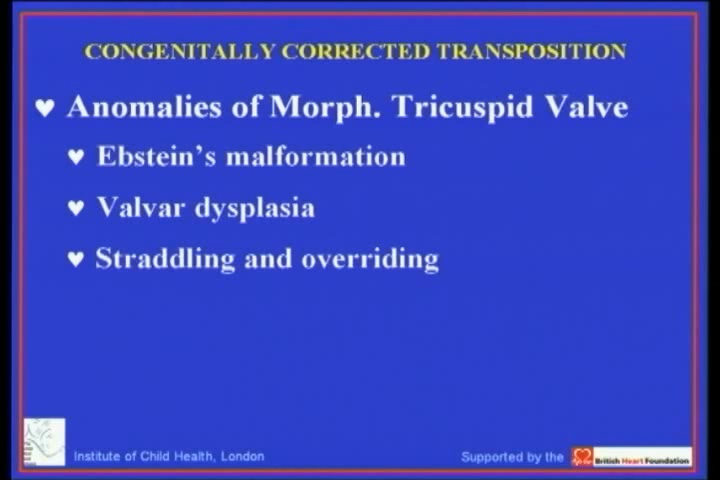 CONGENITALLY CORRECTED TRANSPOSITION
♥ Anomalies of Morph. Tricuspid Valve
♥ Ebstein's malformation
♥ Valvar dysplasia
♥ Straddling and overriding
Institute of Child Health, London
Supported by the
British Heart Foundation